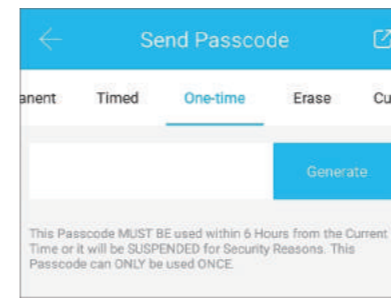 Send Passcode
anent Timed One-time Erase Cu
Generate
This Passcode MUST BE used within 6 Hours from the Current
Time or it will be SUSPENDED for Security Reasons. This
Passcode can ONLY be used ONCE.